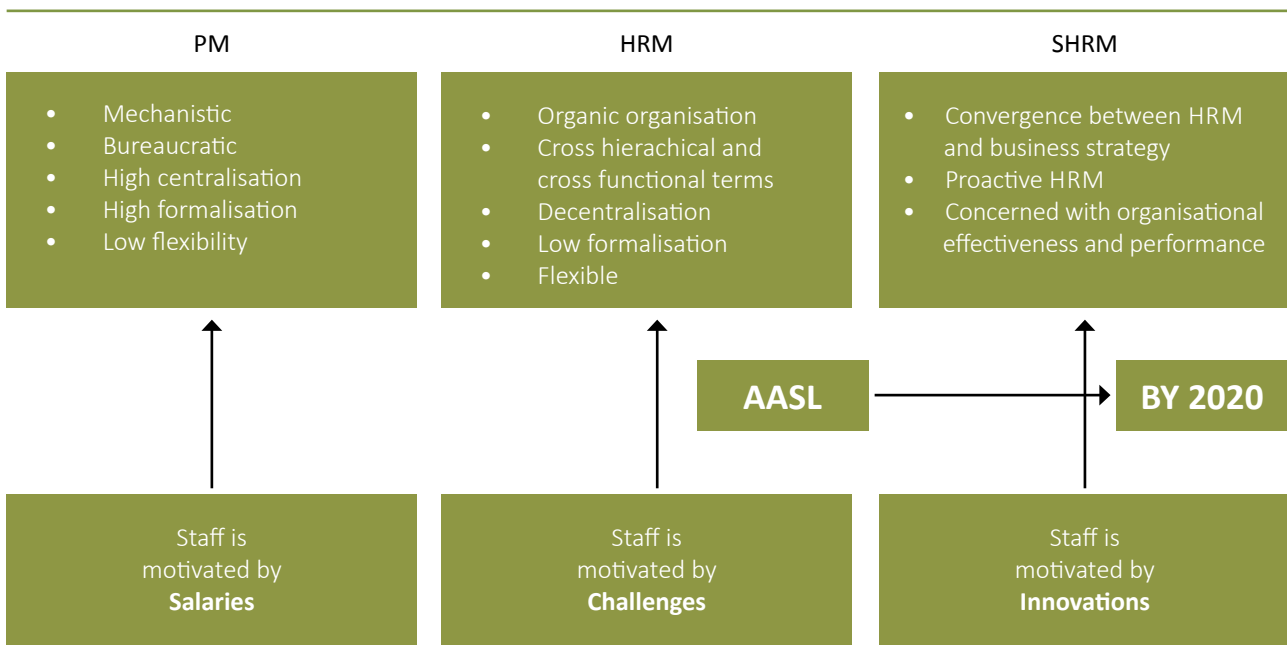 PM
• Mechanistic
• Bureaucratic
• High centralisation
• High formalisation
• Low flexibility
HRM
• Organic organisation
• Cross hierachical and
cross functional terms
• Decentralisation
• Low formalisation
• Flexible
SHRM
• Convergence between HRM
and business strategy
• Proactive HRM
• Concerned with organisational
effectiveness and performance
AASL
BY 2020
Staff is
motivated by
Salaries
Staff is
motivated by
Challenges
Staff is
motivated by
Innovations